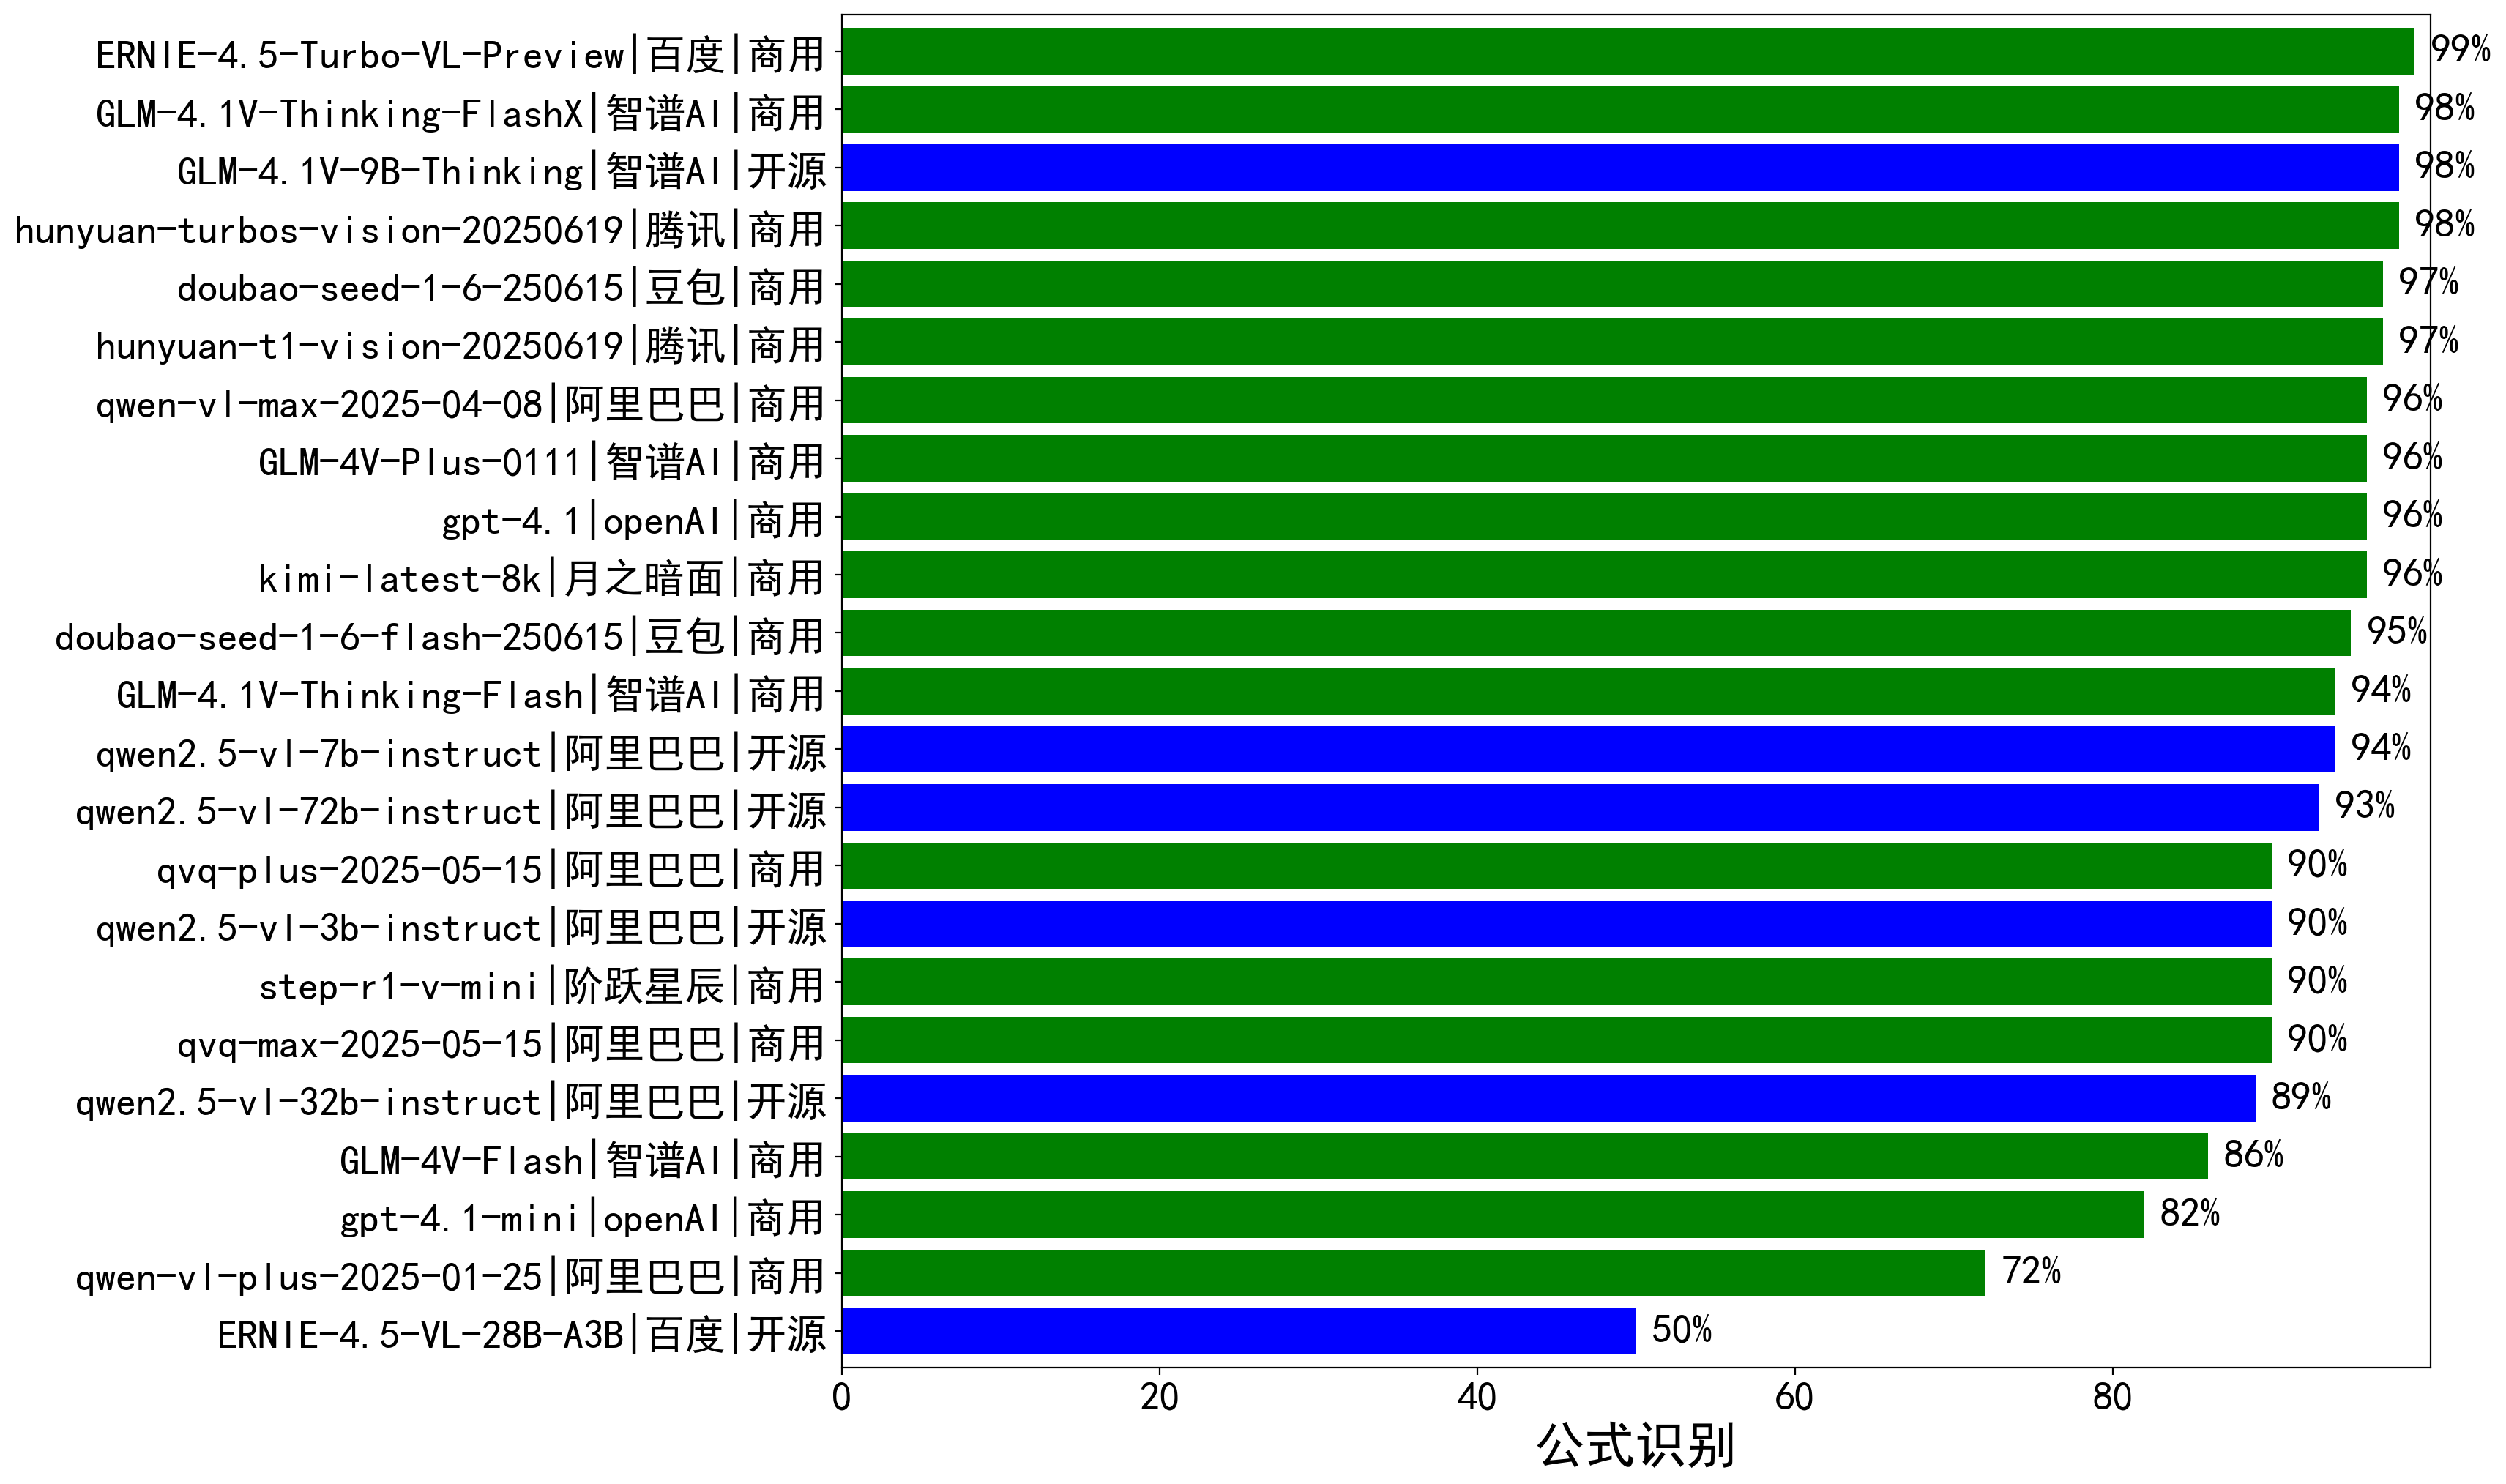 ERNIE-4.5-Turbo-VL-Preview|百度|商用 99%
GLM-4.1V-Thinking-FlashX|智谱AI|商用 98%
GLM-4.1V-9B-Thinking|智谱AI|开源 98%
hunyuan-turbos-vision-20250619|腾讯|商用 98%
doubao-seed-1-6-250615|豆包|商用 97%
hunyuan-t1-vision-20250619|腾讯|商用 97%
qwen-vl-max-2025-04-08|阿里巴巴|商用 96%
GLM-4V-Plus-0111|智谱AI|商用 96%
gpt-4.1|openAI|商用 96%
kimi-latest-8k|月之暗面|商用 96%
doubao-seed-1-6-flash-250615|豆包|商用 95%
GLM-4.1V-Thinking-Flash|智谱AI|商用 94%
qwen2.5-vl-7b-instruct|阿里巴巴|开源 94%
qwen2.5-vl-72b-instruct|阿里巴巴|开源 93%
qvq-plus-2025-05-15|阿里巴巴|商用 90%
qwen2.5-vl-3b-instruct|阿里巴巴|开源 90%
step-r1-v-mini|阶跃星辰|商用 90%
qvq-max-2025-05-15|阿里巴巴|商用 90%
qwen2.5-vl-32b-instruct|阿里巴巴|开源 89%
GLM-4V-Flash|智谱AI|商用 86%
gpt-4.1-mini|openAI|商用 82%
qwen-vl-plus-2025-01-25|阿里巴巴|商用 72%
ERNIE-4.5-VL-28B-A3B|百度|开源 50%
0 20 40 60 80
公式识别